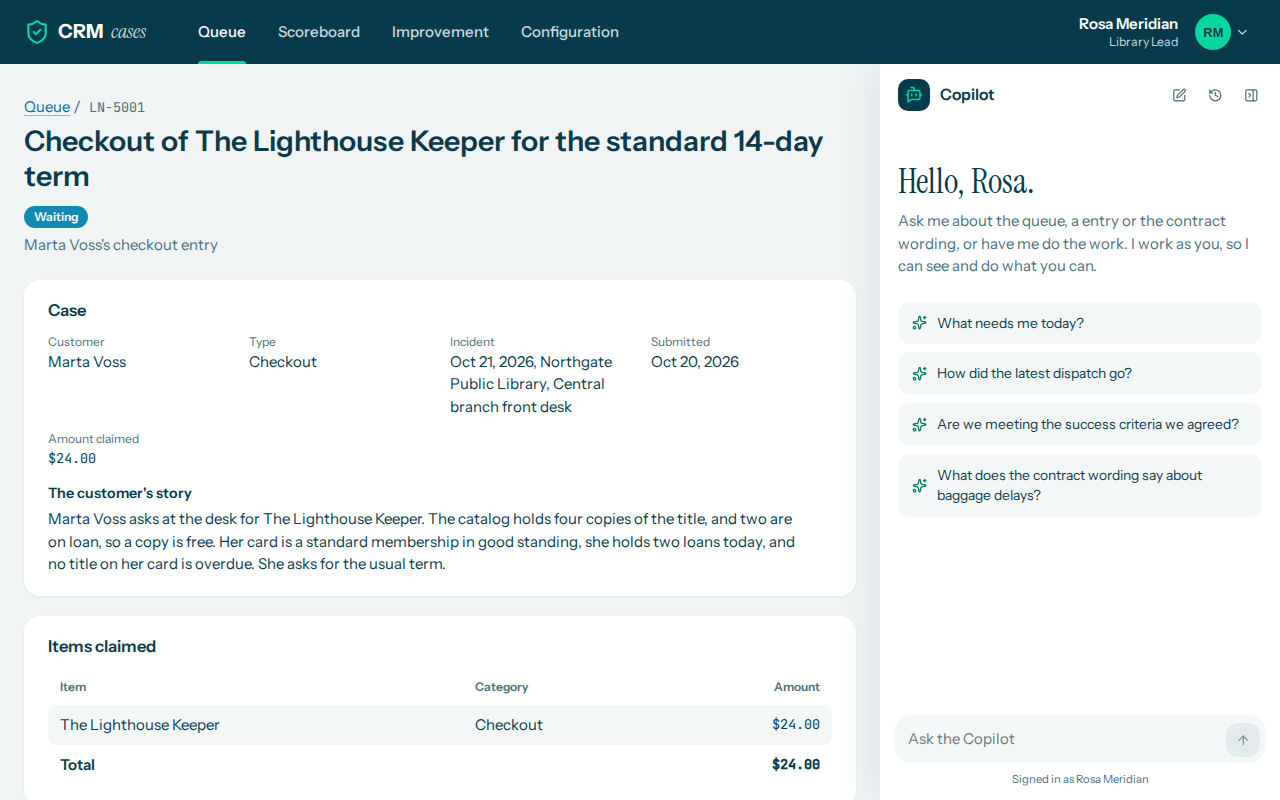 CRM cases
Queue
Scoreboard
Improvement
Configuration
Rosa Meridian
Library Lead
RM
Queue / LN-5001
Checkout of The Lighthouse Keeper for the standard 14-day
term
Waiting
Marta Voss's checkout entry
Case
Customer
Marta Voss
Type
Checkout
Incident
Oct 21, 2026, Northgate
Public Library, Central
branch front desk
Submitted
Oct 20, 2026
Amount claimed
$24.00
The customer's story
Marta Voss asks at the desk for The Lighthouse Keeper. The catalog holds four copies of the title, and two are
on loan, so a copy is free. Her card is a standard membership in good standing, she holds two loans today, and
no title on her card is overdue. She asks for the usual term.
Items claimed
Item Category Amount
The Lighthouse Keeper Checkout $24.00
Total $24.00
Copilot
Hello, Rosa.
Ask me about the queue, a entry or the contract
wording, or have me do the work. I work as you, so I
can see and do what you can.
What needs me today?
How did the latest dispatch go?
Are we meeting the success criteria we agreed?
What does the contract wording say about
baggage delays?
Ask the Copilot
Signed in as Rosa Meridian